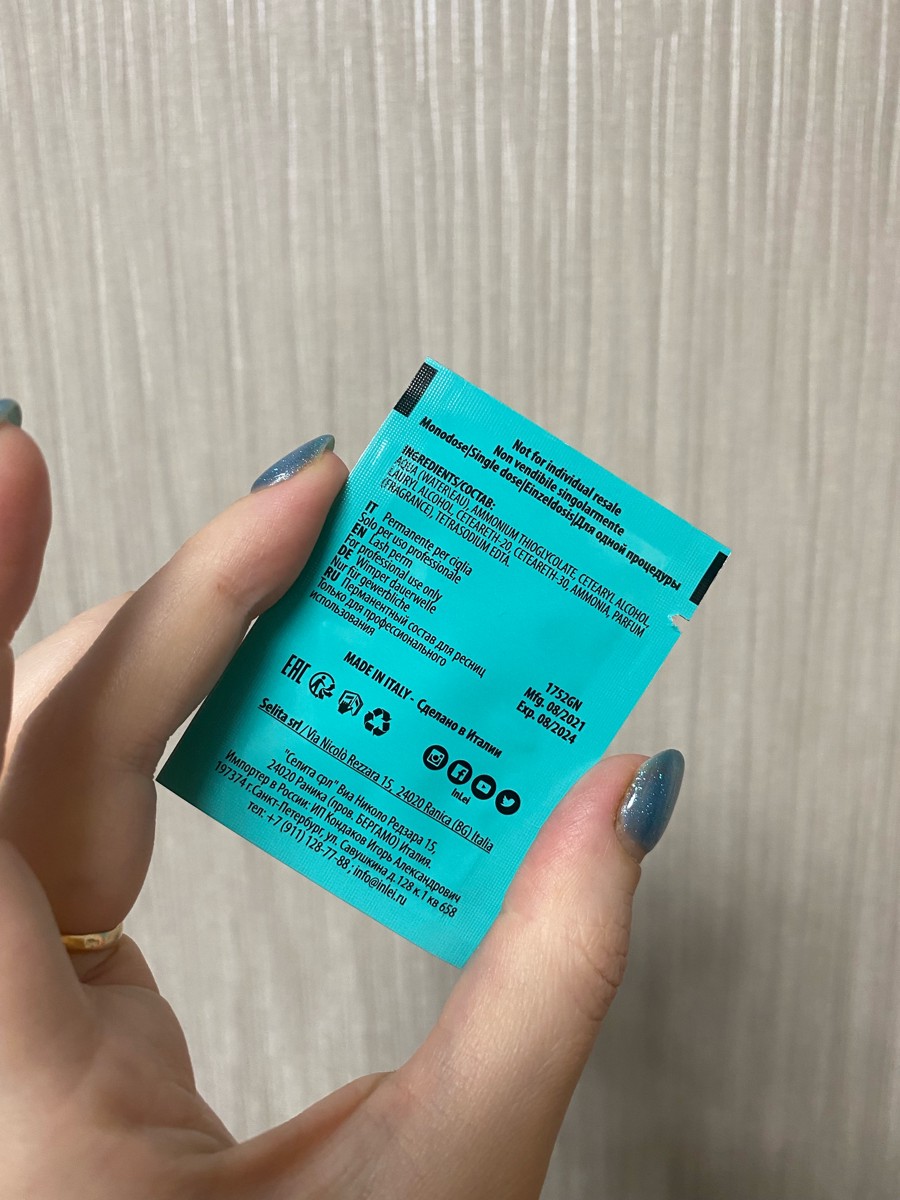 Not for individual resale
Non vendibile singolarmente
Monodose|Single dose|Einzeldosis|Для одной процедуры
INGREDIENTS/СОСТАВ:
AQUA (WATER\EAU), AMMONIUM THIOGLYCOLATE, CETEARYL ALCOHOL,
LAURYL ALCOHOL, CETEARETH-20, CETEARETH-30, AMMONIA, PARFUM
(FRAGRANCE), TETRASODIUM EDTA.
IT Permanente per ciglia
Solo per uso professionale
EN Lash perm
For professional use only
DE Wimper dauerwelle
Nur für gewerbliche
RU Перманентный состав для ресниц
Только для профессионального
использования
1752GN
Mfg. 08/2021
Exp. 08/2024
MADE IN ITALY - Сделано в Италии
EAC
InLei
Selita srl / Via Nicolò Rezzara 15, 24020 Ranica (BG) Italia
"Селита срл" Виа Николо Редзара 15,
24020 Раника (пров. БЕРГАМО) Италия.
Импортер в России: ИП Кондаков Игорь Александрович
197374 г.Санкт-Петербург, ул. Савушкина д.128 к.1 кв 658
тел: +7 (911) 128-77-88 ; info@inlei.ru